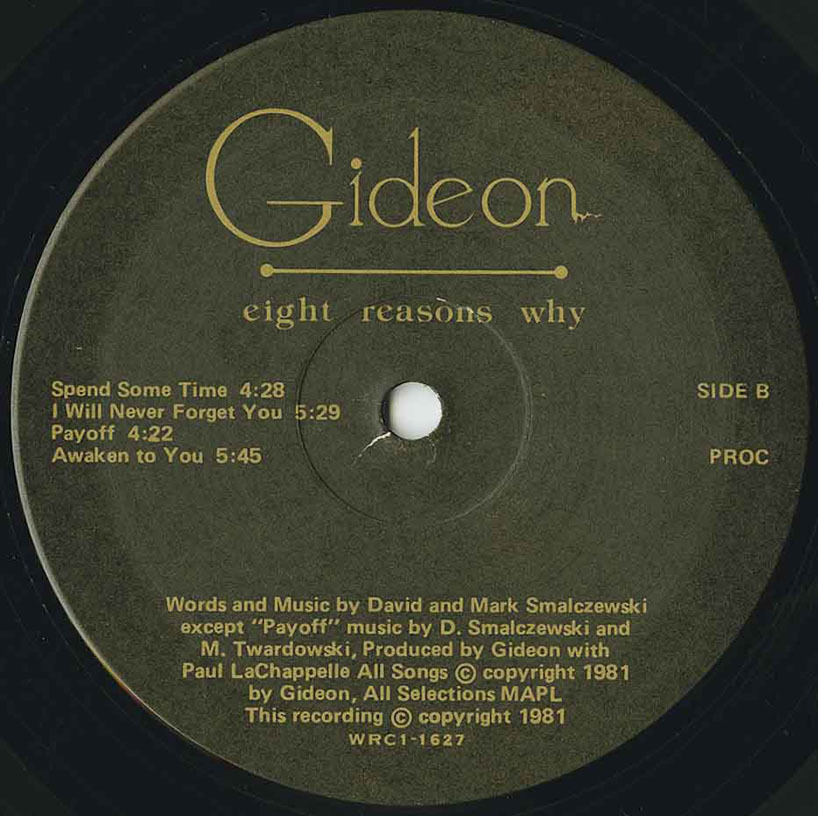 Gideon
eight reasons why
Spend Some Time 4:28
I Will Never Forget You 5:29
Payoff 4:22
Awaken to You 5:45
SIDE B
PROC
Words and Music by David and Mark Smalczewski
except "Payoff" music by D. Smalczewski and
M. Twardowski, Produced by Gideon with
Paul LaChappelle All Songs © copyright 1981
by Gideon, All Selections MAPL
This recording © copyright 1981
WRC1-1627